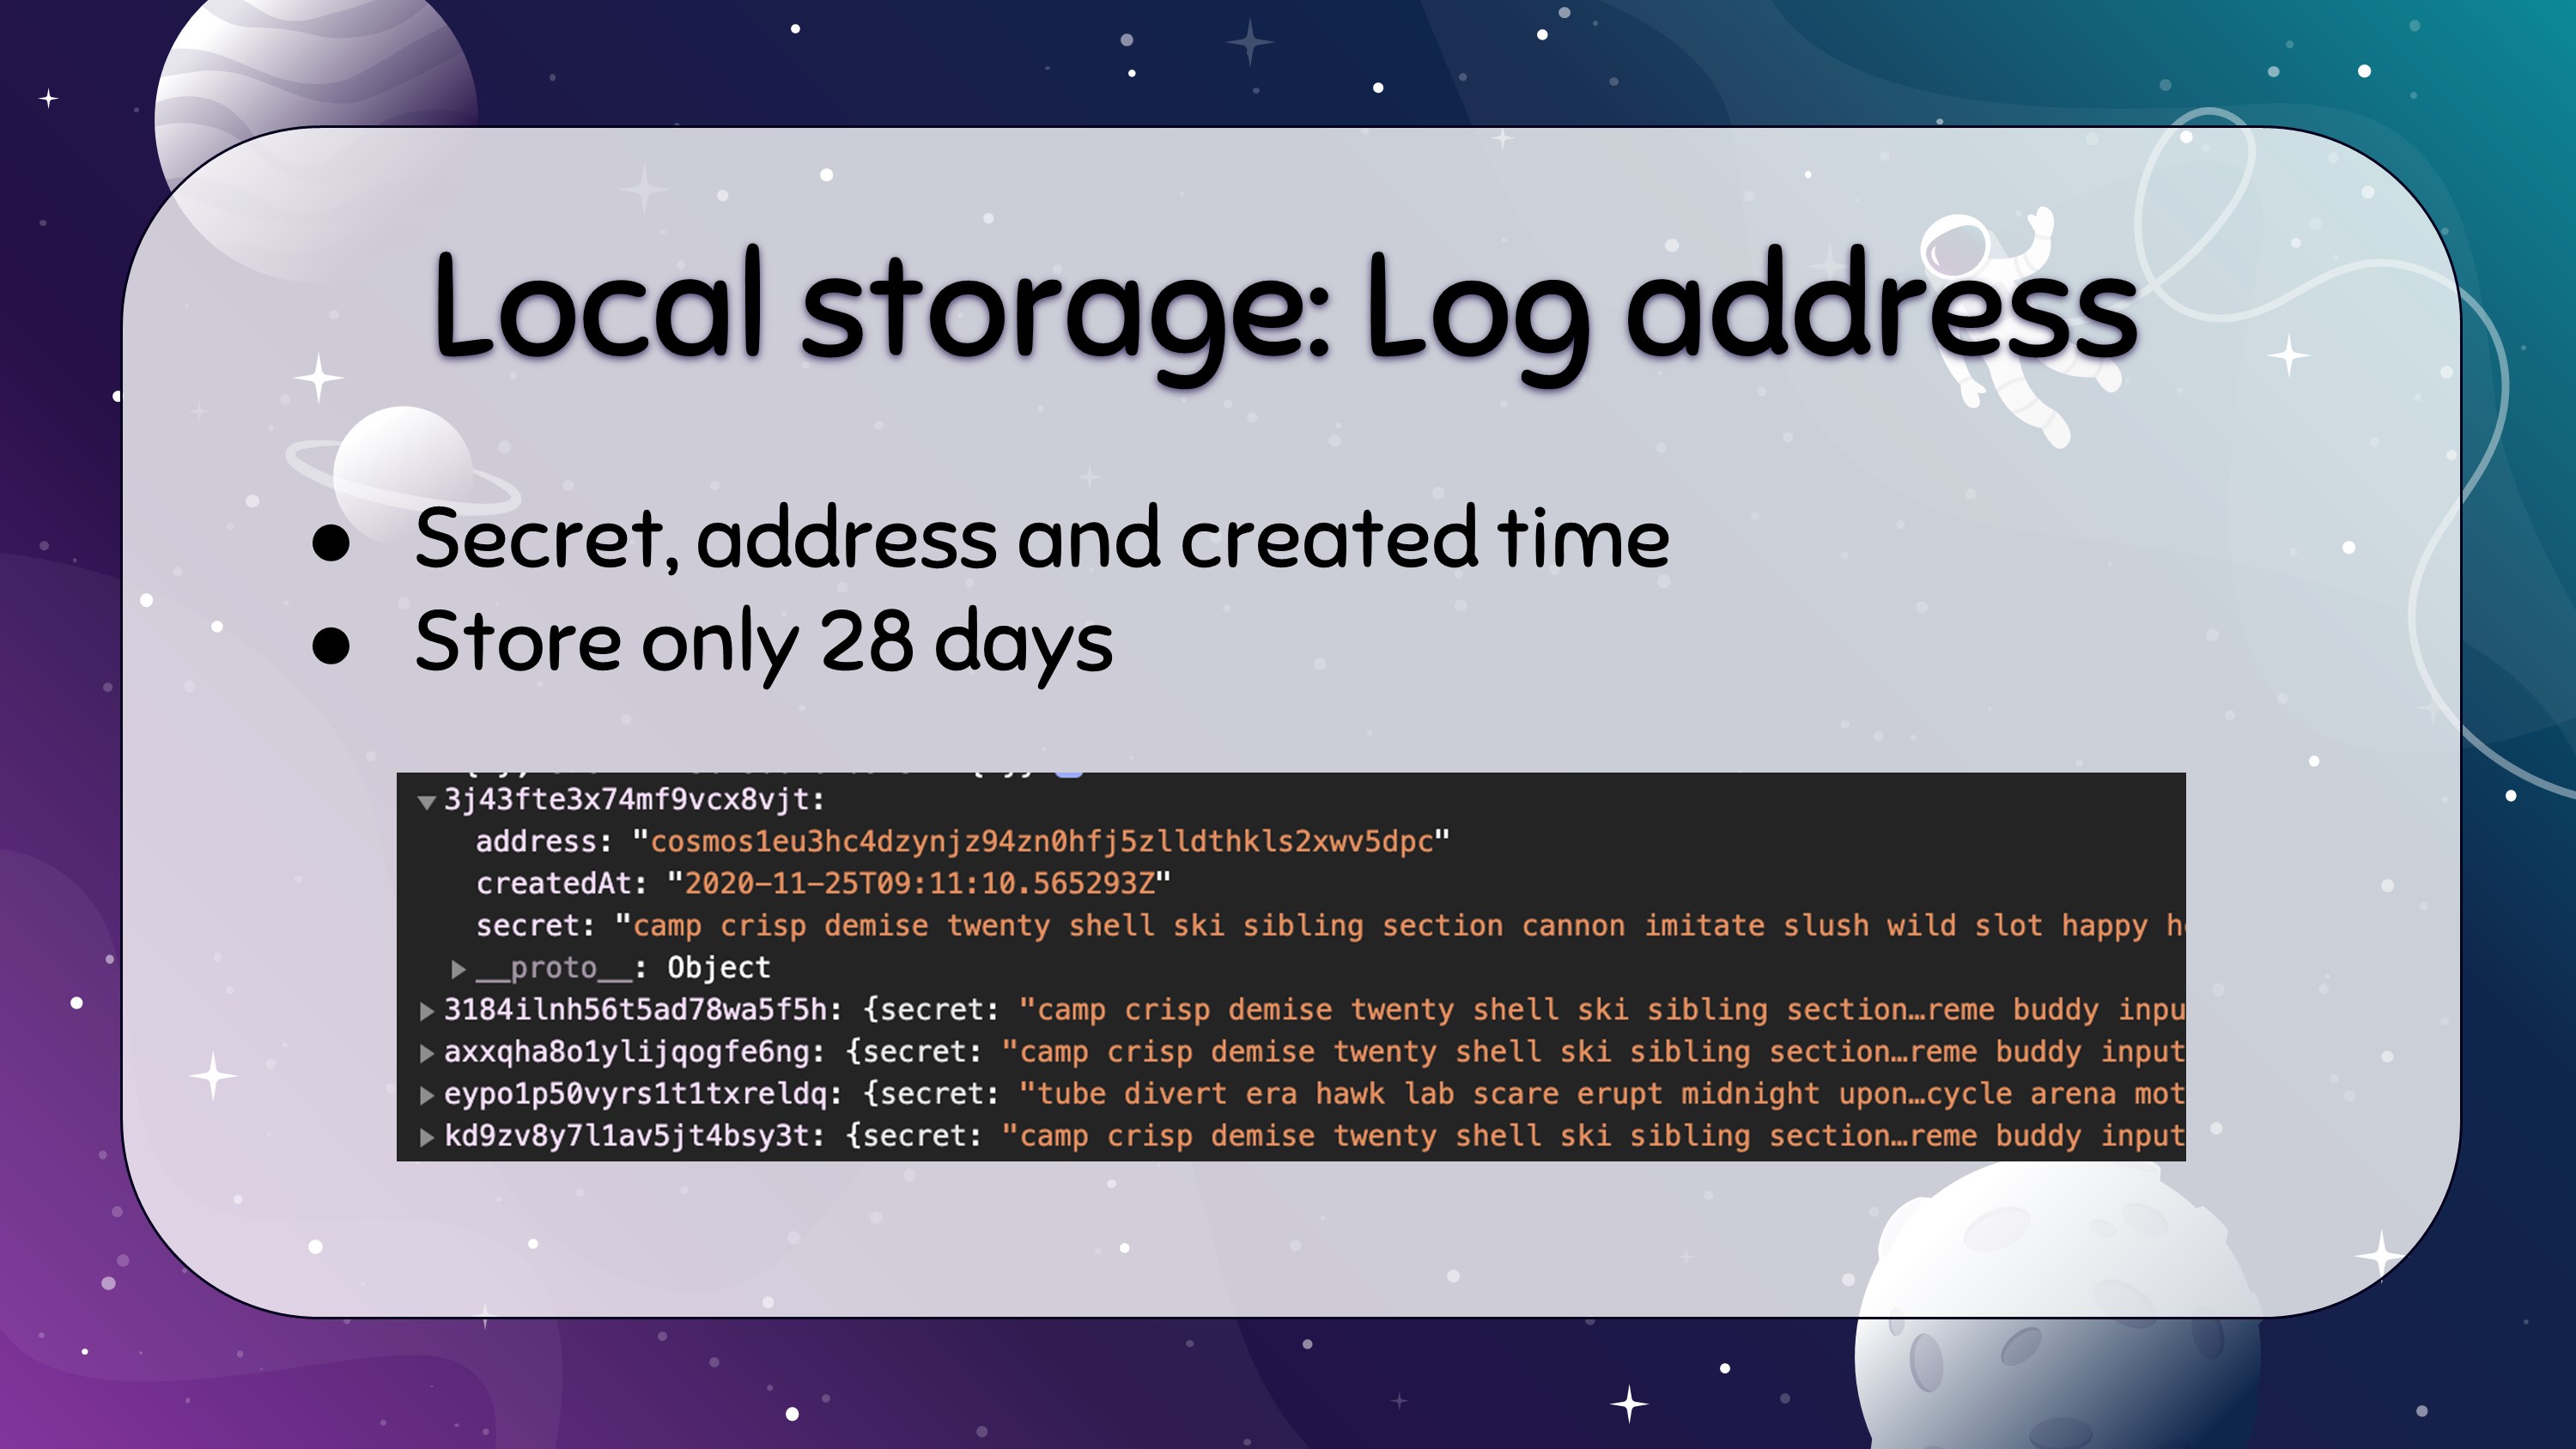 Local storage: Log address
● Secret, address and created time
● Store only 28 days
▼ 3j43fte3x74mf9vcx8vjt:
address: "cosmos1eu3hc4dzynjz94zn0hfj5zlldthkls2xwv5dpc"
createdAt: "2020-11-25T09:11:10.565293Z"
secret: "camp crisp demise twenty shell ski sibling section cannon imitate slush wild slot happy
▶ __proto__: Object
▶ 3184ilnh56t5ad78wa5f5h: {secret: "camp crisp demise twenty shell ski sibling section…reme buddy inpu
▶ axxqha8o1ylijqogfe6ng: {secret: "camp crisp demise twenty shell ski sibling section…reme buddy input
▶ eypo1p50vyrs1t1txreldq: {secret: "tube divert era hawk lab scare erupt midnight upon…cycle arena mot
▶ kd9zv8y7l1av5jt4bsy3t: {secret: "camp crisp demise twenty shell ski sibling section…reme buddy input